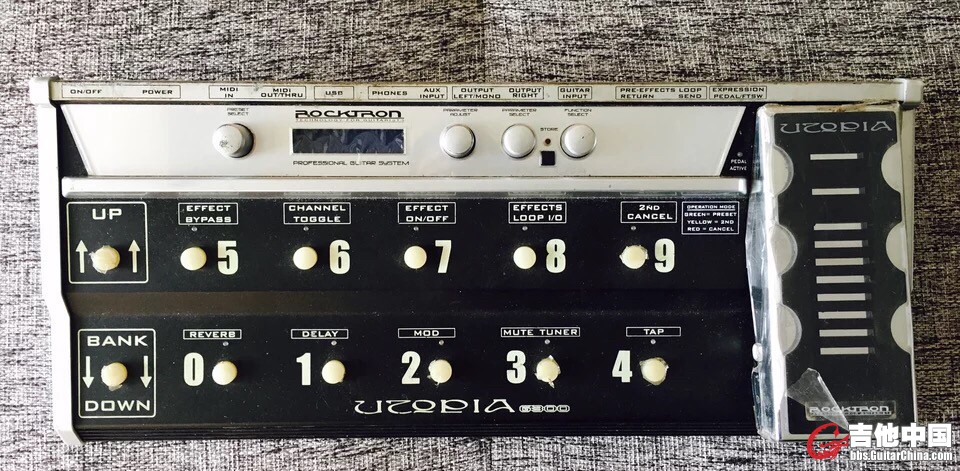 ON/OFF
POWER
MIDI
IN
MIDI
OUT/THRU
USB
PHONES
AUX
INPUT
OUTPUT
LEFT/MONO
OUTPUT
RIGHT
GUITAR
INPUT
PRE-EFFECTS LOOP
RETURN SEND
EXPRESSION
PEDAL/FTSW
PRESET
SELECT
ROCKTRON
TECHNOLOGY FOR GUITARISTS
PROFESSIONAL GUITAR SYSTEM
PARAMETER
ADJUST
PARAMETER
SELECT
STORE
FUNCTION
SELECT
PEDAL
ACTIVE
UTOPIA
UP
EFFECT
BYPASS
5
CHANNEL
TOGGLE
6
EFFECT
ON/OFF
7
EFFECTS
LOOP I/O
8
2ND
CANCEL
9
OPERATION MODE
GREEN= PRESET
YELLOW = 2ND
RED = CANCEL
BANK
DOWN
REVERB
0
DELAY
1
MOD
2
MUTE TUNER
3
TAP
4
UTOPIA G300
ROCKTRON
吉他中国
bbs.GuitarChina.com